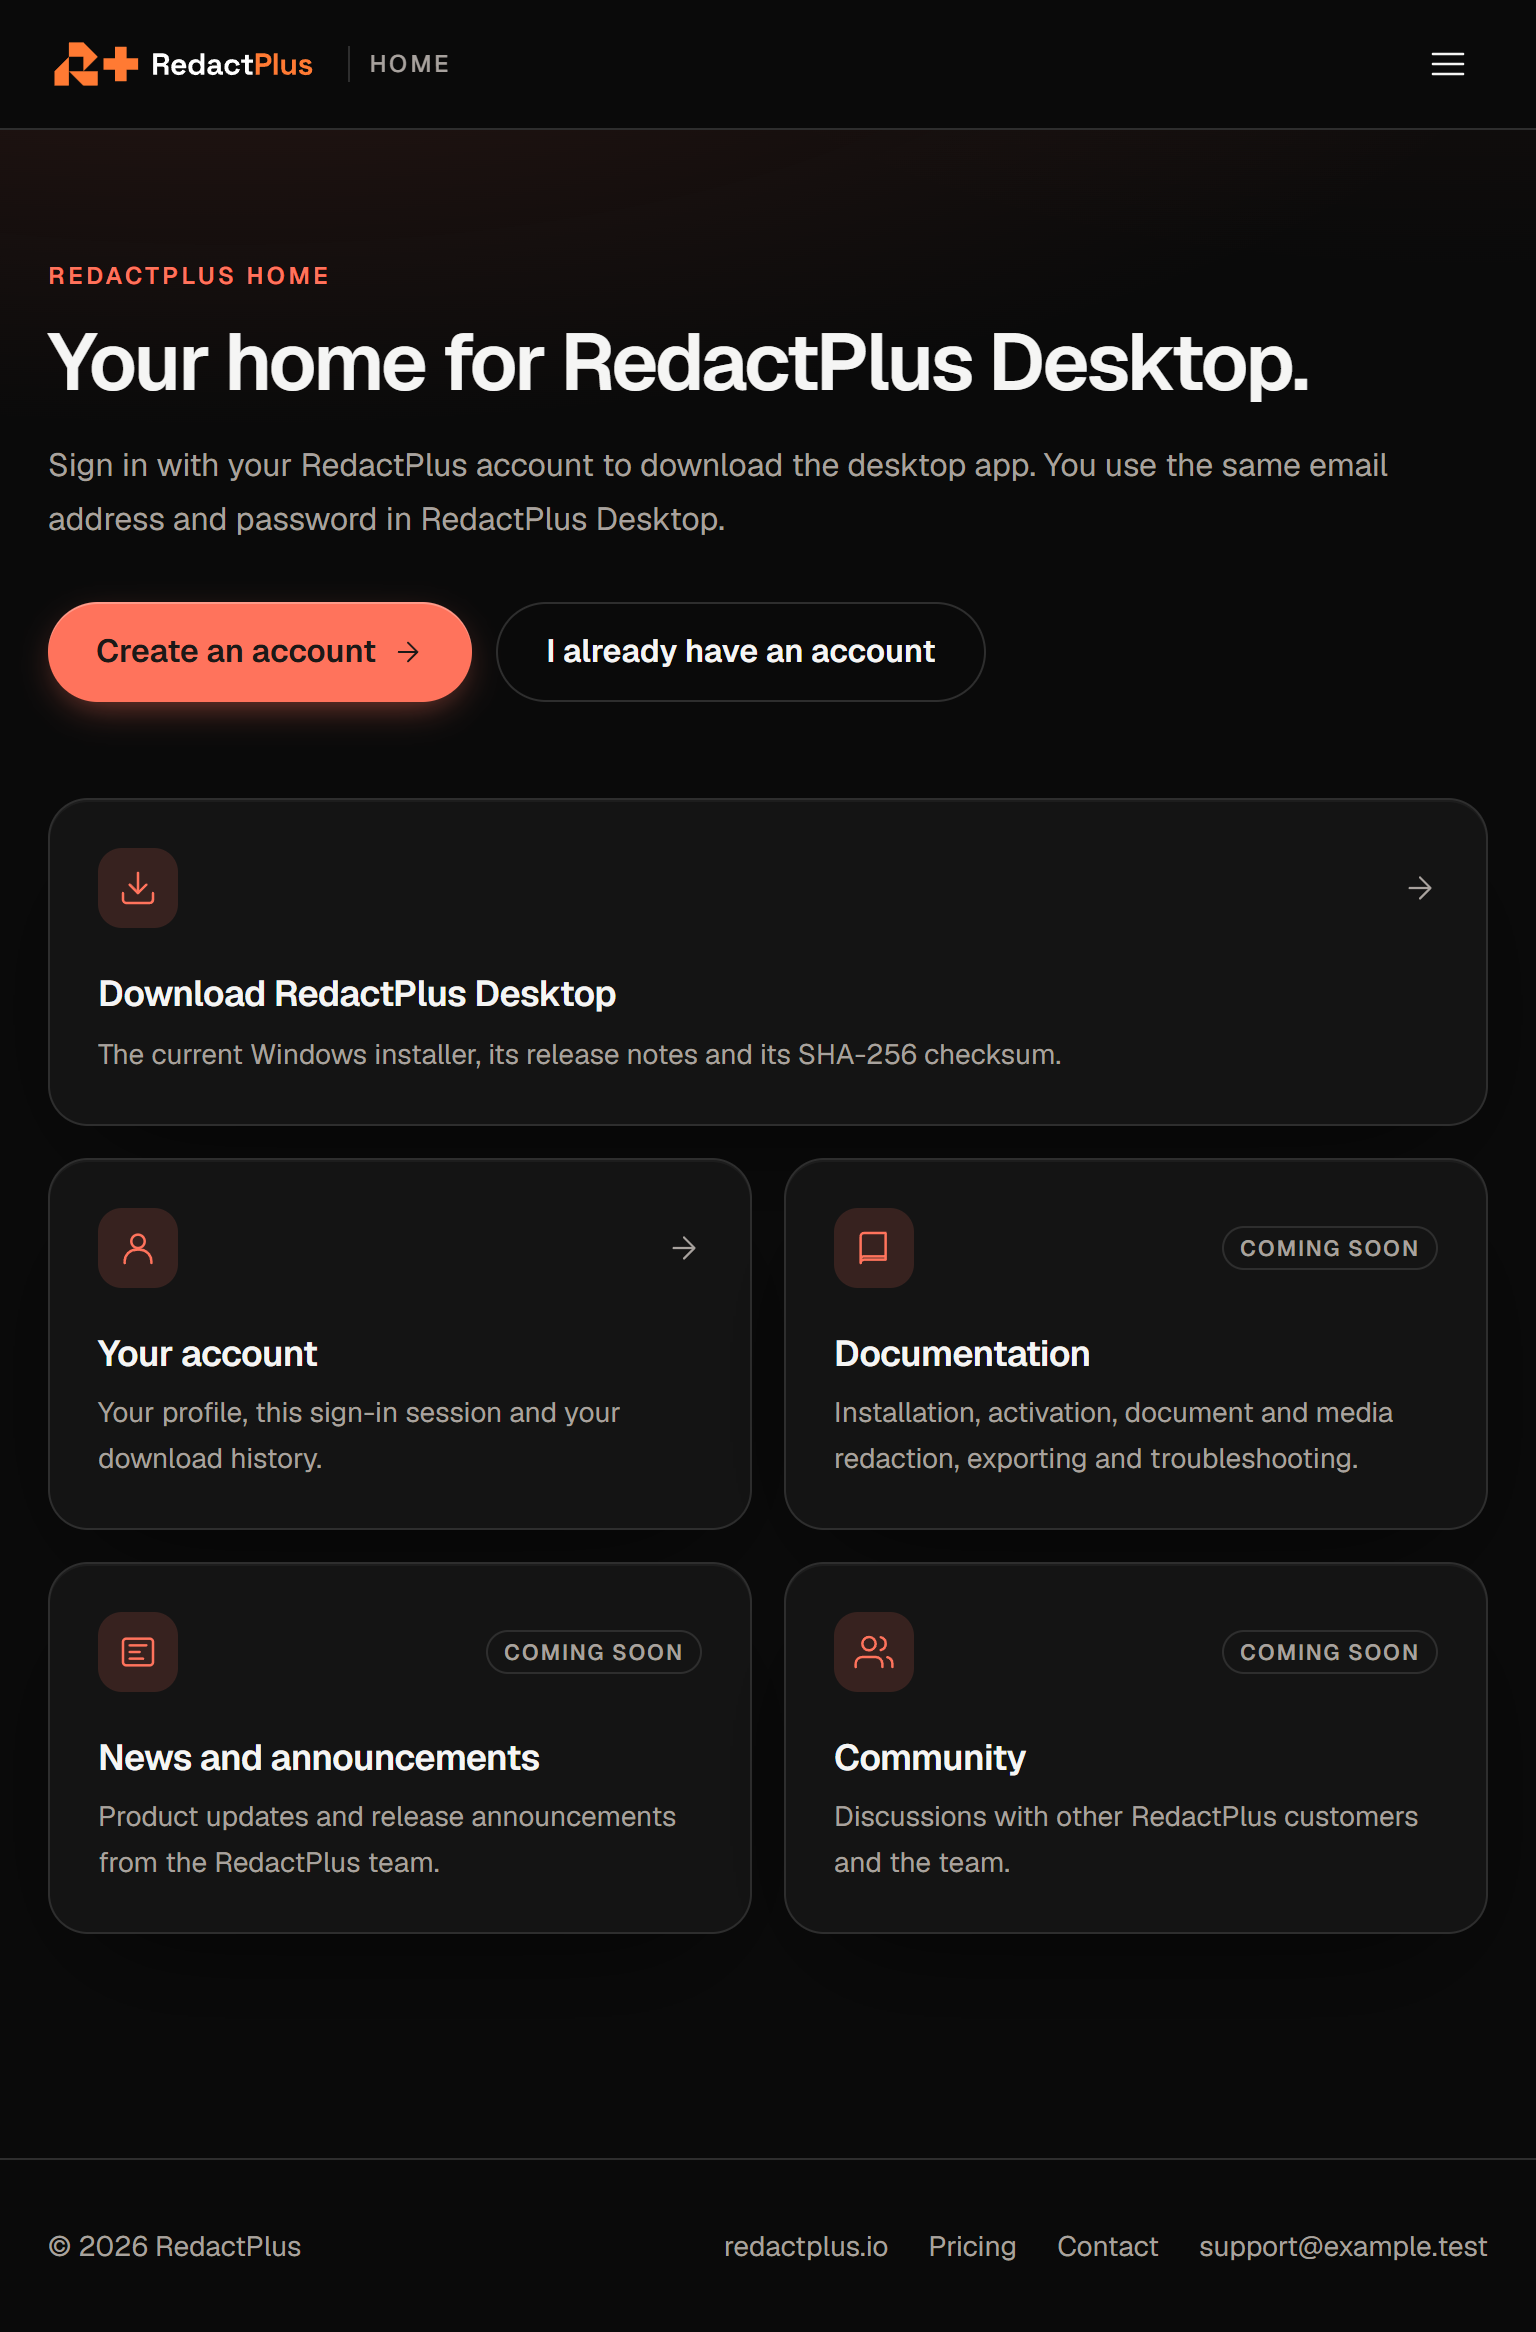 RedactPlus
HOME
REDACTPLUS HOME
Your home for RedactPlus Desktop.
Sign in with your RedactPlus account to download the desktop app. You use the same email
address and password in RedactPlus Desktop.
Create an account
I already have an account
Download RedactPlus Desktop
The current Windows installer, its release notes and its SHA-256 checksum.
Your account
Your profile, this sign-in session and your
download history.
COMING SOON
Documentation
Installation, activation, document and media
redaction, exporting and troubleshooting.
COMING SOON
News and announcements
Product updates and release announcements
from the RedactPlus team.
COMING SOON
Community
Discussions with other RedactPlus customers
and the team.
© 2026 RedactPlus
redactplus.io
Pricing
Contact
support@example.test